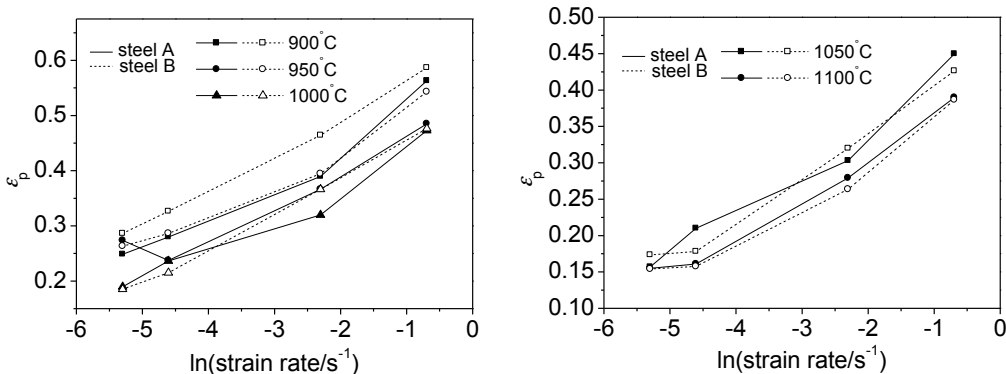 steel A
steel B
900°C
950°C
1000°C
0.6
0.5
0.4
0.3
0.2
εp
-6 -5 -4 -3 -2 -1 0
ln(strain rate/s-1)
steel A
steel B
1050°C
1100°C
0.50
0.45
0.40
0.35
0.30
0.25
0.20
0.15
0.10
εp
-6 -5 -4 -3 -2 -1 0
ln(strain rate/s-1)